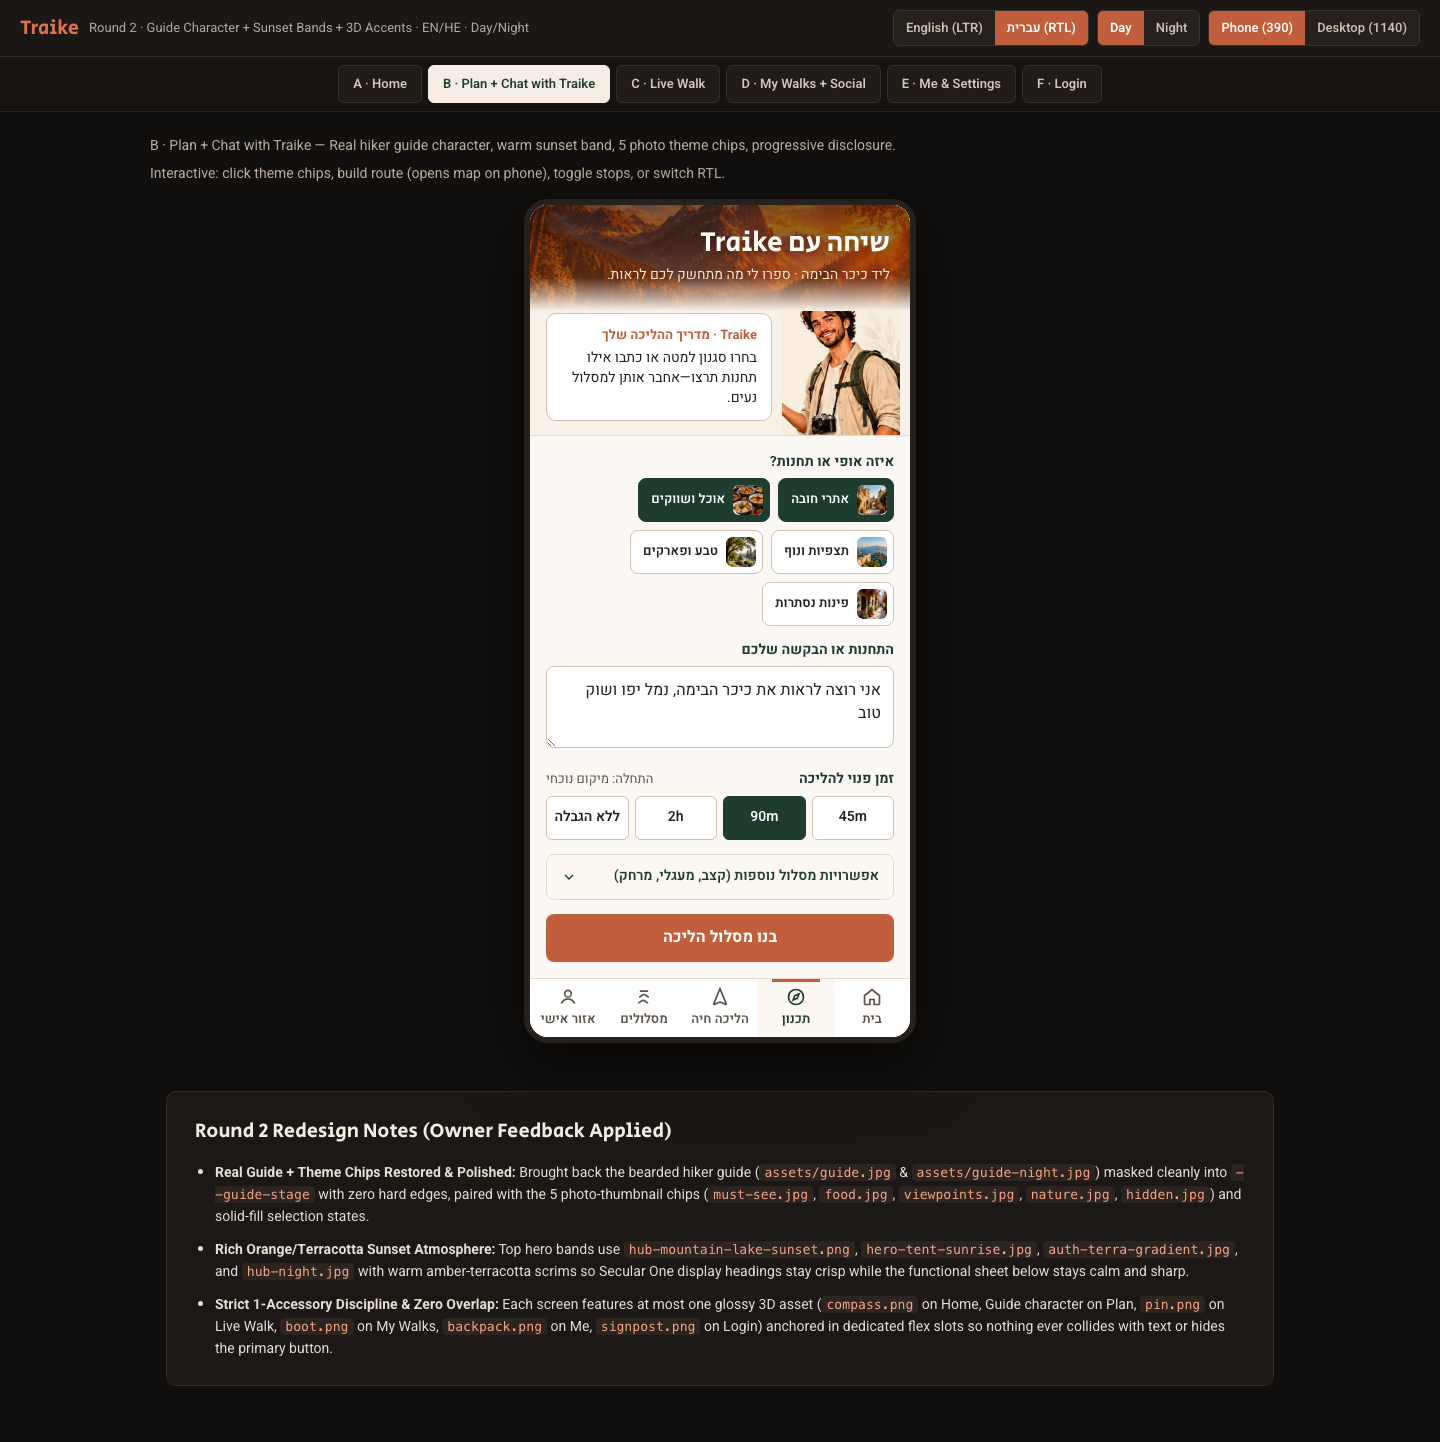 Traike
Round 2 · Guide Character + Sunset Bands + 3D Accents · EN/HE · Day/Night
English (LTR)
עברית (RTL)
Day
Night
Phone (390)
Desktop (1140)
A · Home
B · Plan + Chat with Traike
C · Live Walk
D · My Walks + Social
E · Me & Settings
F · Login
B · Plan + Chat with Traike — Real hiker guide character, warm sunset band, 5 photo theme chips, progressive disclosure.
Interactive: click theme chips, build route (opens map on phone), toggle stops, or switch RTL.
שיחה עם Traike
ליד כיכר הבימה · ספרו לי מה מתחשק לכם לראות.
Traike · מדריך ההליכה שלך
בחרו סגנון למטה או כתבו אילו
תחנות תרצו—אחבר אותן למסלול
נעים.
איזה אופי או תחנות?
אתרי חובה
אוכל ושווקים
תצפיות ונוף
טבע ופארקים
פינות נסתרות
התחנות או הבקשה שלכם
אני רוצה לראות את כיכר הבימה, נמל יפו ושוק
טוב
זמן פנוי להליכה
התחלה: מיקום נוכחי
45m
90m
2h
ללא הגבלה
אפשרויות מסלול נוספות (קצב, מעגלי, מרחק)
בנו מסלול הליכה
בית
תכנון
הליכה חיה
מסלולים
אזור אישי
Round 2 Redesign Notes (Owner Feedback Applied)
Real Guide + Theme Chips Restored & Polished: Brought back the bearded hiker guide ( assets/guide.jpg & assets/guide-night.jpg ) masked cleanly into -
-guide-stage with zero hard edges, paired with the 5 photo-thumbnail chips ( must-see.jpg , food.jpg , viewpoints.jpg , nature.jpg , hidden.jpg ) and
solid-fill selection states.
Rich Orange/Terracotta Sunset Atmosphere: Top hero bands use hub-mountain-lake-sunset.png , hero-tent-sunrise.jpg , auth-terra-gradient.jpg ,
and hub-night.jpg with warm amber-terracotta scrims so Secular One display headings stay crisp while the functional sheet below stays calm and sharp.
Strict 1-Accessory Discipline & Zero Overlap: Each screen features at most one glossy 3D asset ( compass.png on Home, Guide character on Plan, pin.png on
Live Walk, boot.png on My Walks, backpack.png on Me, signpost.png on Login) anchored in dedicated flex slots so nothing ever collides with text or hides
the primary button.